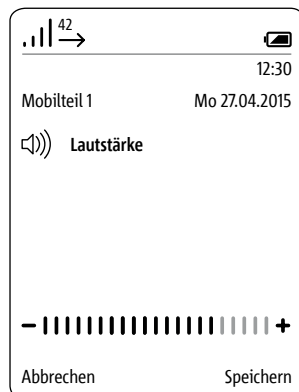 42
12:30
Mobilteil 1 Mo 27.04.2015
Lautstärke
– +
Abbrechen Speichern